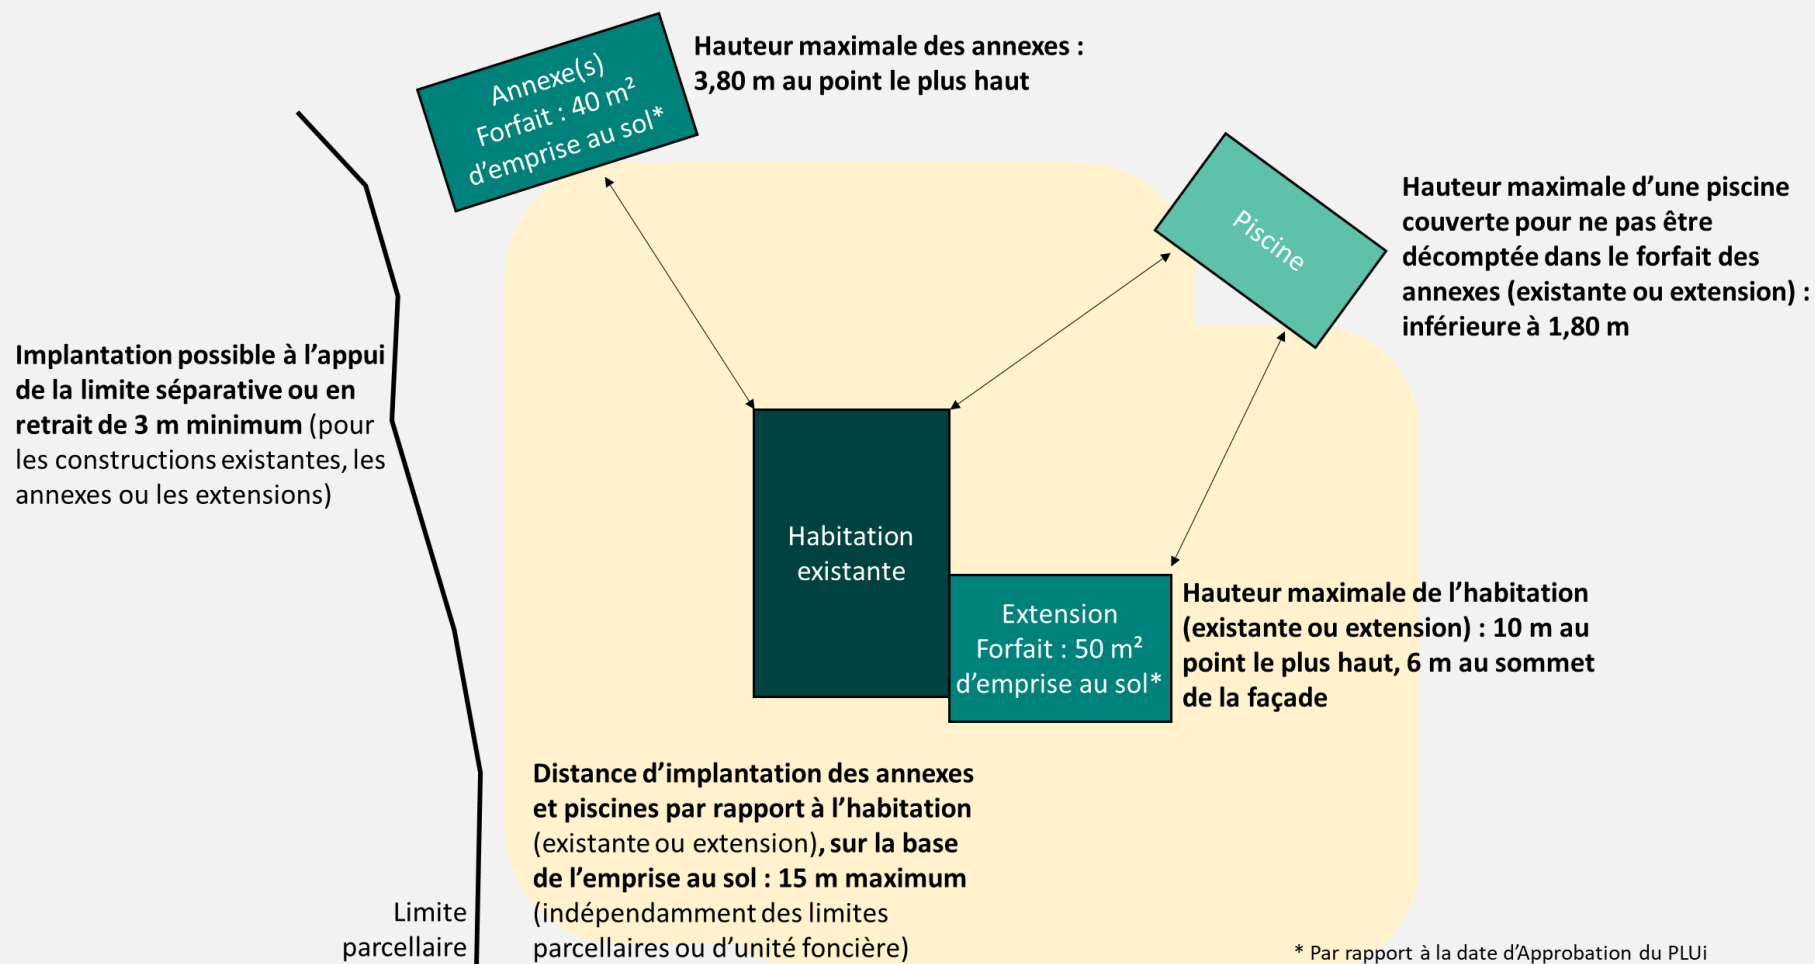 Annexe(s)
Forfait : 40 m²
d’emprise au sol*
Hauteur maximale des annexes :
3,80 m au point le plus haut
Piscine
Hauteur maximale d’une piscine
couverte pour ne pas être
décomptée dans le forfait des
annexes (existante ou extension) :
inférieure à 1,80 m
Implantation possible à l’appui
de la limite séparative ou en
retrait de 3 m minimum (pour
les constructions existantes, les
annexes ou les extensions)
Habitation
existante
Extension
Forfait : 50 m²
d’emprise au sol*
Hauteur maximale de l’habitation
(existante ou extension) : 10 m au
point le plus haut, 6 m au sommet
de la façade
Distance d’implantation des annexes
et piscines par rapport à l’habitation
(existante ou extension), sur la base
de l’emprise au sol : 15 m maximum
(indépendamment des limites
parcellaires ou d’unité foncière)
Limite
parcellaire
* Par rapport à la date d’Approbation du PLUi